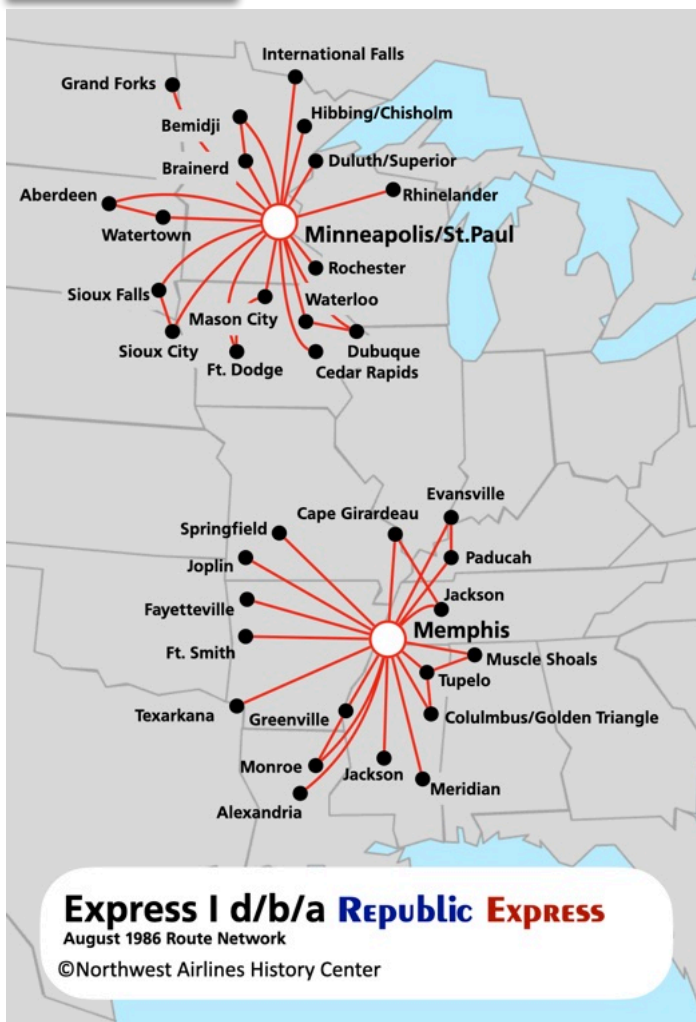 International Falls
Grand Forks
Hibbing/Chisholm
Bemidji
Duluth/Superior
Brainerd
Aberdeen
Rhinelander
Watertown
Minneapolis/St.Paul
Rochester
Sioux Falls
Waterloo
Mason City
Sioux City
Dubuque
Ft. Dodge
Cedar Rapids
Evansville
Cape Girardeau
Springfield
Paducah
Joplin
Jackson
Fayetteville
Memphis
Ft. Smith
Muscle Shoals
Tupelo
Texarkana
Greenville
Colulmbus/Golden Triangle
Monroe
Jackson
Meridian
Alexandria
Express I d/b/a Republic Express
August 1986 Route Network
©Northwest Airlines History Center